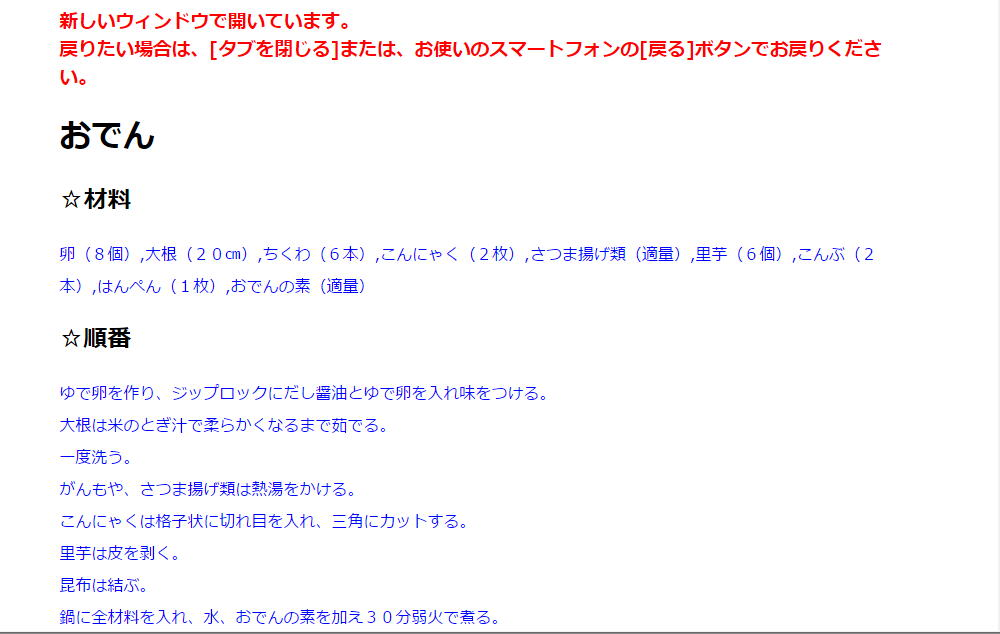 新しいウィンドウで開いています。
戻りたい場合は、[タブを閉じる]または、お使いのスマートフォンの[戻る]ボタンでお戻りくださ
い。
おでん
☆材料
卵（８個）,大根（２０㎝）,ちくわ（６本）,こんにゃく（２枚）,さつま揚げ類（適量）,里芋（６個）,こんぶ（２
本）,はんぺん（１枚）,おでんの素（適量）
☆順番
ゆで卵を作り、ジップロックにだし醤油とゆで卵を入れ味をつける。
大根は米のとぎ汁で柔らかくなるまで茹でる。
一度洗う。
がんもや、さつま揚げ類は熱湯をかける。
こんにゃくは格子状に切れ目を入れ、三角にカットする。
里芋は皮を剥く。
昆布は結ぶ。
鍋に全材料を入れ、水、おでんの素を加え３０分弱火で煮る。